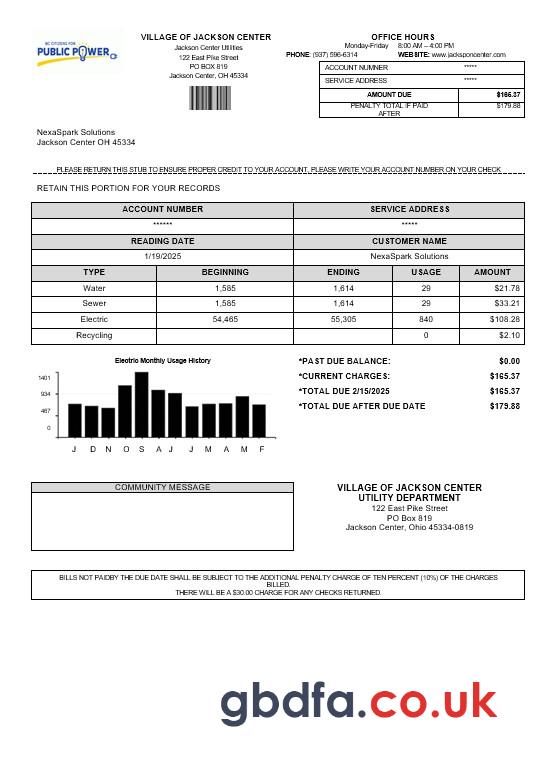 WE CITIZENS FOR
PUBLIC POWER
VILLAGE OF JACKSON CENTER
Jackson Center Utilities
122 East Pike Street
PO BOX 819
Jackson Center, OH 45334
OFFICE HOURS
Monday-Friday 8:00 AM – 4:00 PM
PHONE: (937) 596-6314 WEBSITE: www.jacksponcenter.com
ACCOUNT NUMNER *****
SERVICE ADDRESS *****
AMOUNT DUE $165.37
PENALTY TOTAL IF PAID AFTER $179.88
NexaSpark Solutions
Jackson Center OH 45334
PLEASE RETURN THIS STUB TO ENSURE PROPER CREDIT TO YOUR ACCOUNT, PLEASE WRITE YOUR ACCOUNT NUMBER ON YOUR CHECK
RETAIN THIS PORTION FOR YOUR RECORDS
ACCOUNT NUMBER SERVICE ADDRESS
****** *****
READING DATE CUSTOMER NAME
1/19/2025 NexaSpark Solutions
TYPE BEGINNING ENDING USAGE AMOUNT
Water 1,585 1,614 29 $21.78
Sewer 1,585 1,614 29 $33.21
Electric 54,465 55,305 840 $108.28
Recycling 0 $2.10
Electric Monthly Usage History
1401
934
467
0
J D N O S A J J M A M F
*PAST DUE BALANCE: $0.00
*CURRENT CHARGES: $165.37
*TOTAL DUE 2/15/2025 $165.37
*TOTAL DUE AFTER DUE DATE $179.88
COMMUNITY MESSAGE
VILLAGE OF JACKSON CENTER
UTILITY DEPARTMENT
122 East Pike Street
PO Box 819
Jackson Center, Ohio 45334-0819
BILLS NOT PAIDBY THE DUE DATE SHALL BE SUBJECT TO THE ADDITIONAL PENALTY CHARGE OF TEN PERCENT (10%) OF THE CHARGES
BILLED.
THERE WILL BE A $30.00 CHARGE FOR ANY CHECKS RETURNED.
gbdfa.co.uk